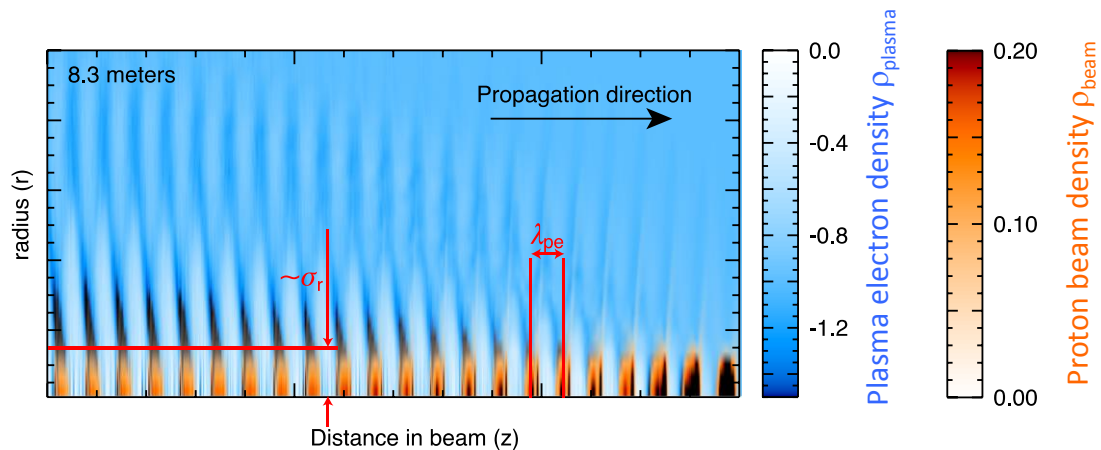 8.3 meters
Propagation direction
radius (r)
~σr
λpe
Distance in beam (z)
0.0
-0.4
-0.8
-1.2
Plasma electron density ρplasma
0.20
0.10
0.00
Proton beam density ρbeam